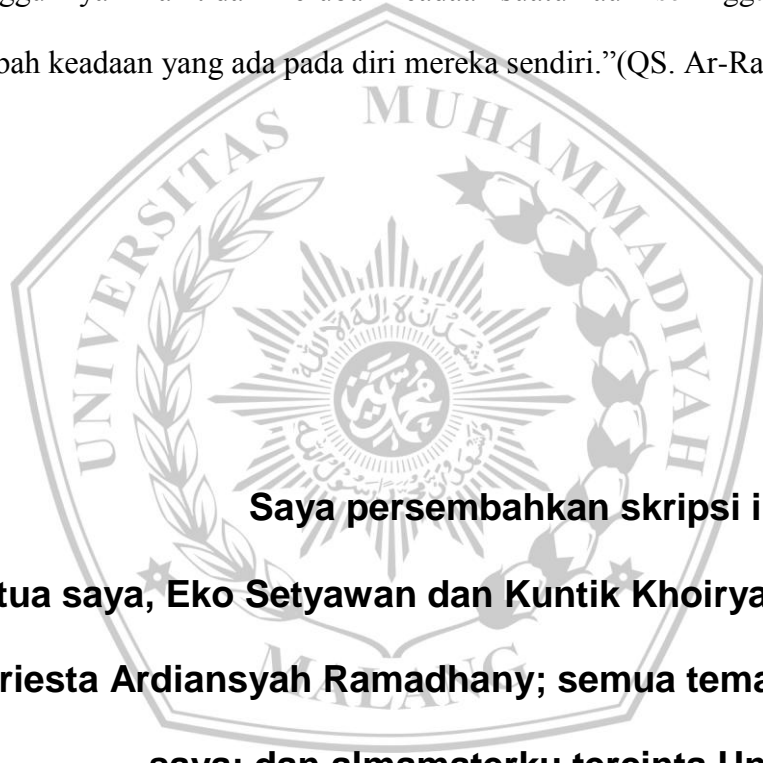 bah keadaan yang ada pada diri mereka sendiri.”(QS. Ar-Ra
UNIVERSITAS MUHAMMADIYAH
MALANG
Saya persembahkan skripsi i
tua saya, Eko Setyawan dan Kuntik Khoirya
riesta Ardiansyah Ramadhany; semua tema
saya; dan almamaterku tercinta Un